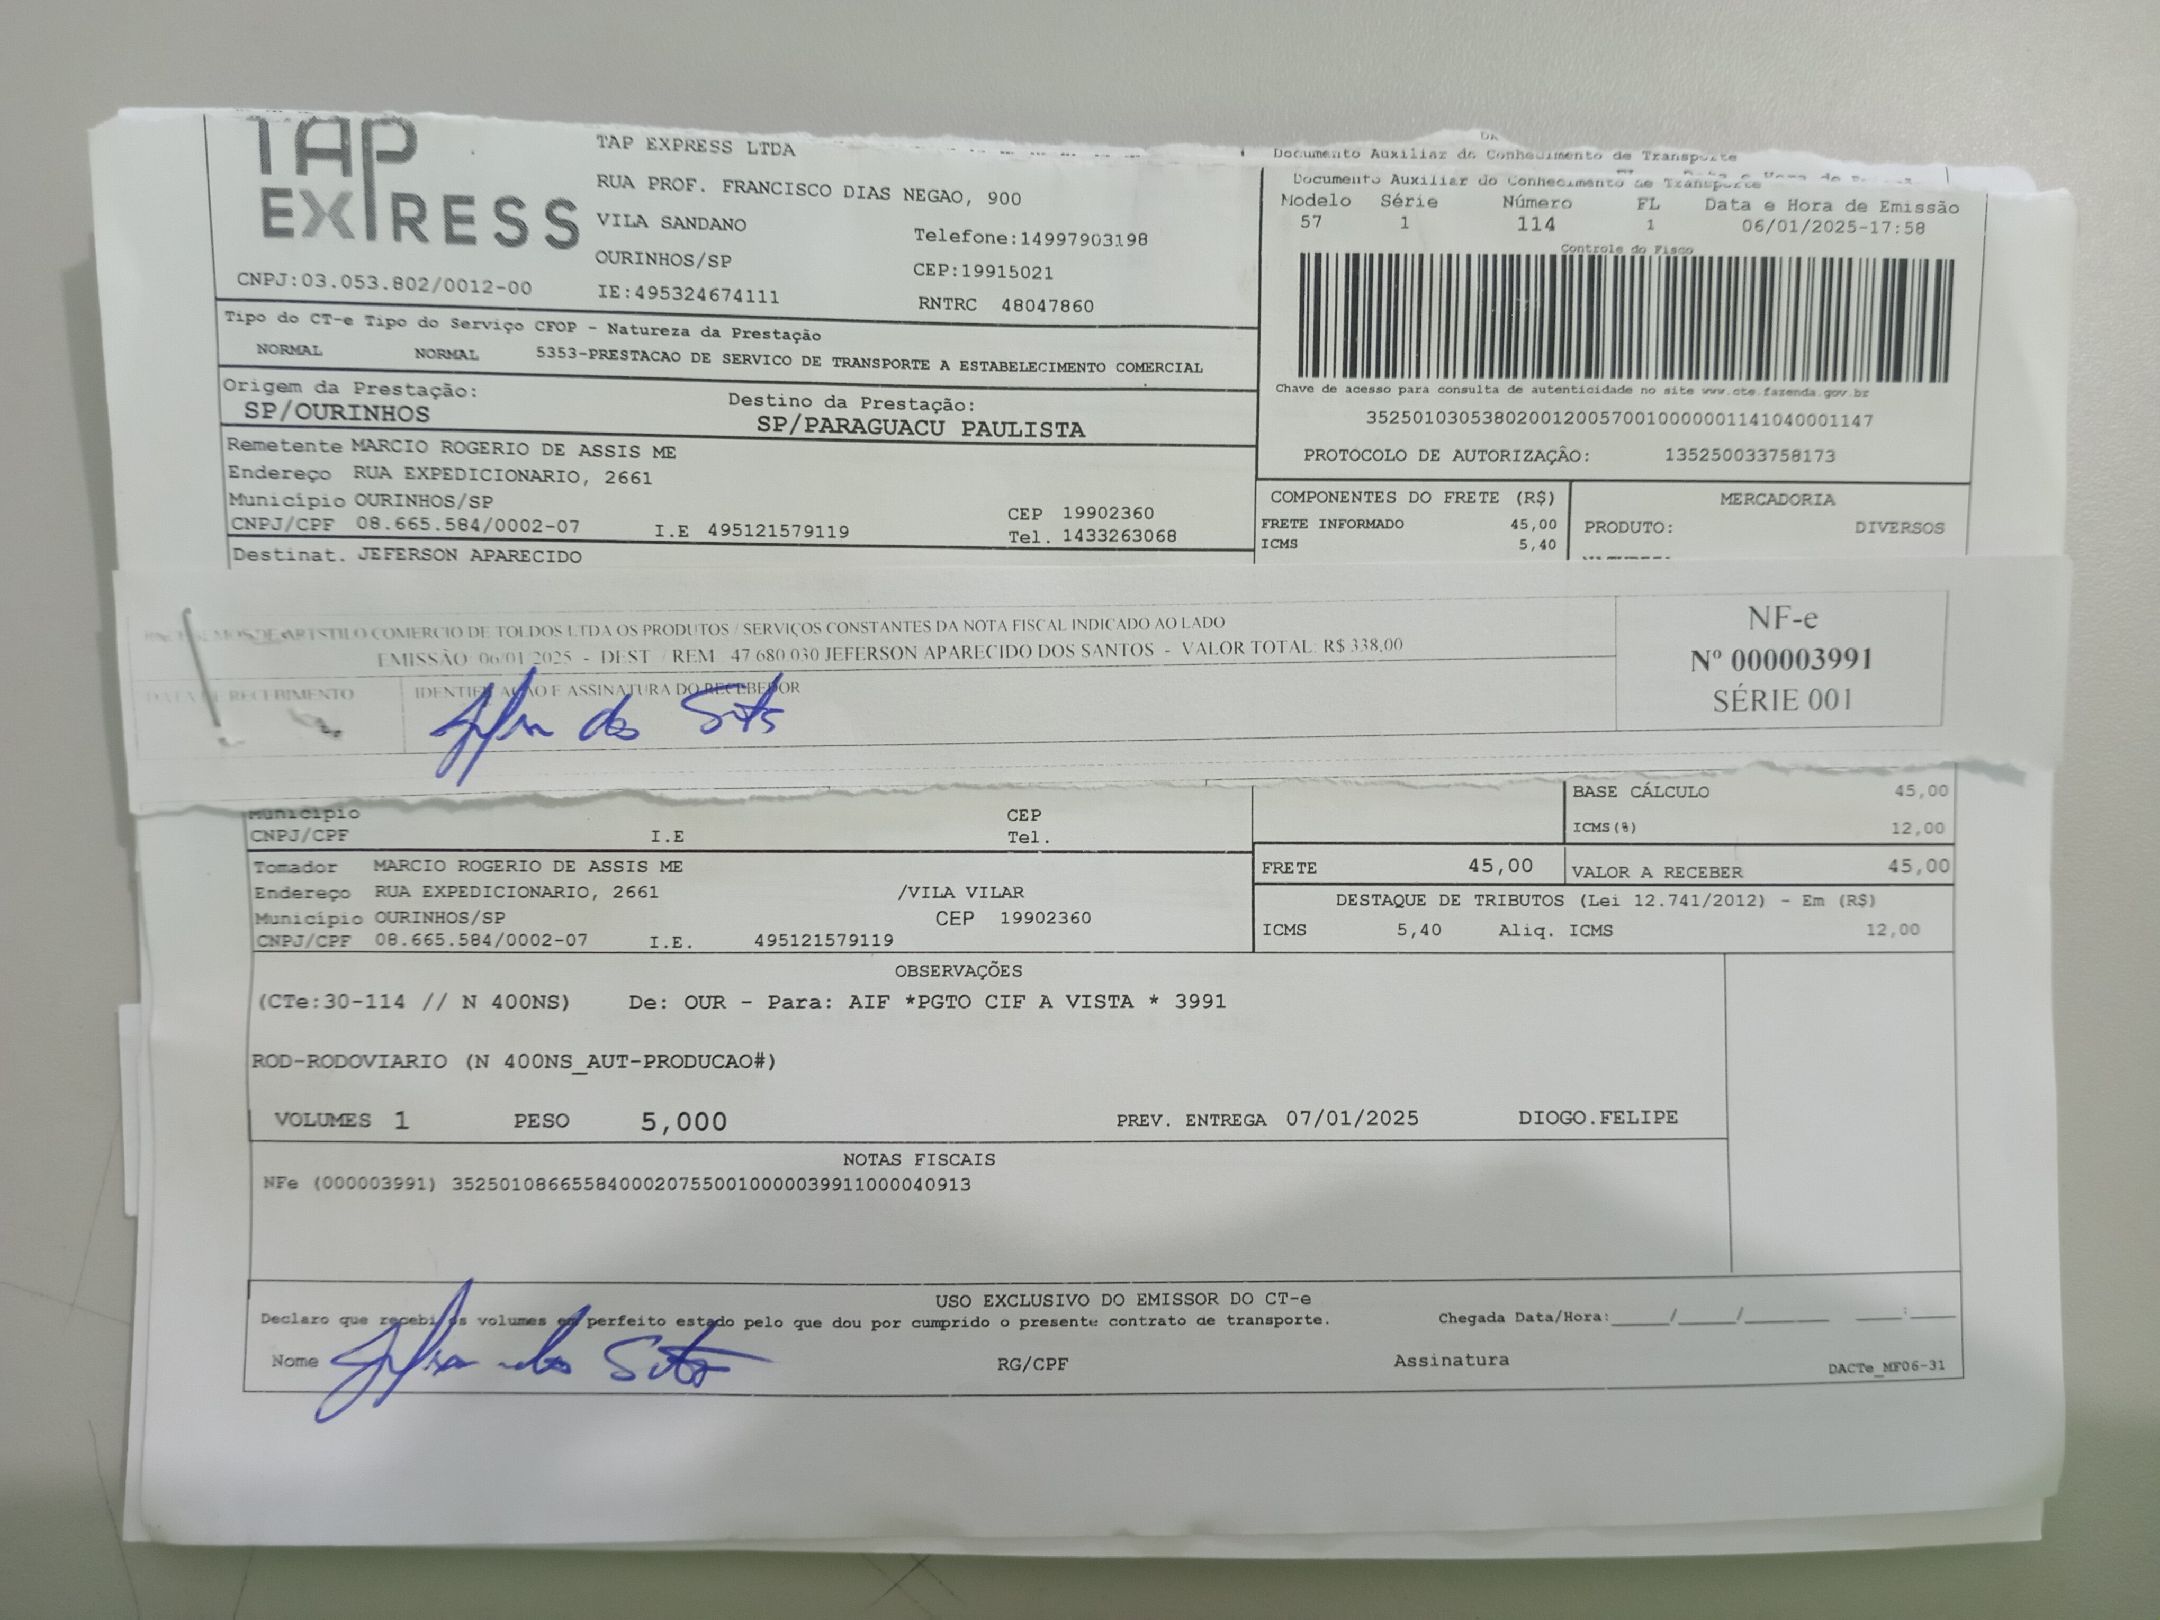 TAP EXPRESS
TAP EXPRESS LTDA
RUA PROF. FRANCISCO DIAS NEGAO, 900
VILA SANDANO
Telefone:14997903198
OURINHOS/SP
CEP:19915021
CNPJ:03.053.802/0012-00
IE:495324674111
RNTRC 48047860
Documento Auxiliar do Conhecimento de Transporte
Documento Auxiliar do Conhecimento de Transporte
Modelo Série Número FL Data e Hora de Emissão
57 1 114 1 06/01/2025-17:58
Controle do Fisco
Chave de acesso para consulta de autenticidade no site www.cte.fazenda.gov.br
35250103053802001200570010000001141040001147
PROTOCOLO DE AUTORIZAÇÃO: 135250033758173
Tipo do CT-e Tipo do Serviço CFOP - Natureza da Prestação
NORMAL NORMAL 5353-PRESTACAO DE SERVICO DE TRANSPORTE A ESTABELECIMENTO COMERCIAL
Origem da Prestação: Destino da Prestação:
SP/OURINHOS SP/PARAGUACU PAULISTA
Remetente MARCIO ROGERIO DE ASSIS ME
Endereço RUA EXPEDICIONARIO, 2661
Município OURINHOS/SP CEP 19902360
CNPJ/CPF 08.665.584/0002-07 I.E 495121579119 Tel. 1433263068
Destinat. JEFERSON APARECIDO
COMPONENTES DO FRETE (R$) MERCADORIA
FRETE INFORMADO 45,00 PRODUTO: DIVERSOS
ICMS 5,40
DE ARTSTILO COMERCIO DE TOLDOS LTDA OS PRODUTOS / SERVIÇOS CONSTANTES DA NOTA FISCAL INDICADO AO LADO
EMISSÃO: 06/01/2025 - DEST / REM: 47.680.030 JEFERSON APARECIDO DOS SANTOS - VALOR TOTAL: R$ 338,00
DATA DE RECEBIMENTO IDENTIFICAÇÃO E ASSINATURA DO RECEBEDOR
NF-e
Nº 000003991
SÉRIE 001
Município CEP
CNPJ/CPF I.E Tel.
BASE CÁLCULO 45,00
ICMS(%) 12,00
Tomador MARCIO ROGERIO DE ASSIS ME
Endereço RUA EXPEDICIONARIO, 2661 /VILA VILAR
Município OURINHOS/SP CEP 19902360
CNPJ/CPF 08.665.584/0002-07 I.E. 495121579119
FRETE 45,00 VALOR A RECEBER 45,00
DESTAQUE DE TRIBUTOS (Lei 12.741/2012) - Em (R$)
ICMS 5,40 Aliq. ICMS 12,00
OBSERVAÇÕES
(CTe:30-114 // N 400NS) De: OUR - Para: AIF *PGTO CIF A VISTA * 3991
ROD-RODOVIARIO (N 400NS_AUT-PRODUCAO#)
VOLUMES 1 PESO 5,000 PREV. ENTREGA 07/01/2025 DIOGO.FELIPE
NOTAS FISCAIS
NFe (000003991) 35250108665584000207550010000039911000040913
USO EXCLUSIVO DO EMISSOR DO CT-e
Declaro que recebi os volumes em perfeito estado pelo que dou por cumprido o presente contrato de transporte. Chegada Data/Hora:____/____/______ ____:____
Nome RG/CPF Assinatura DACTe_MF06-31